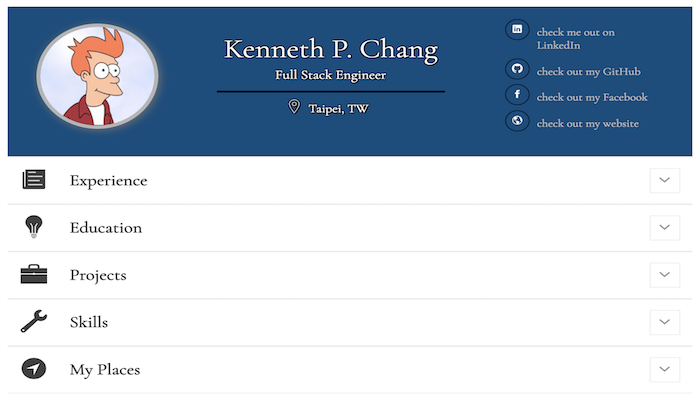 Kenneth P. Chang
Full Stack Engineer
Taipei, TW
check me out on
LinkedIn
check out my GitHub
check out my Facebook
check out my website
Experience
Education
Projects
Skills
My Places